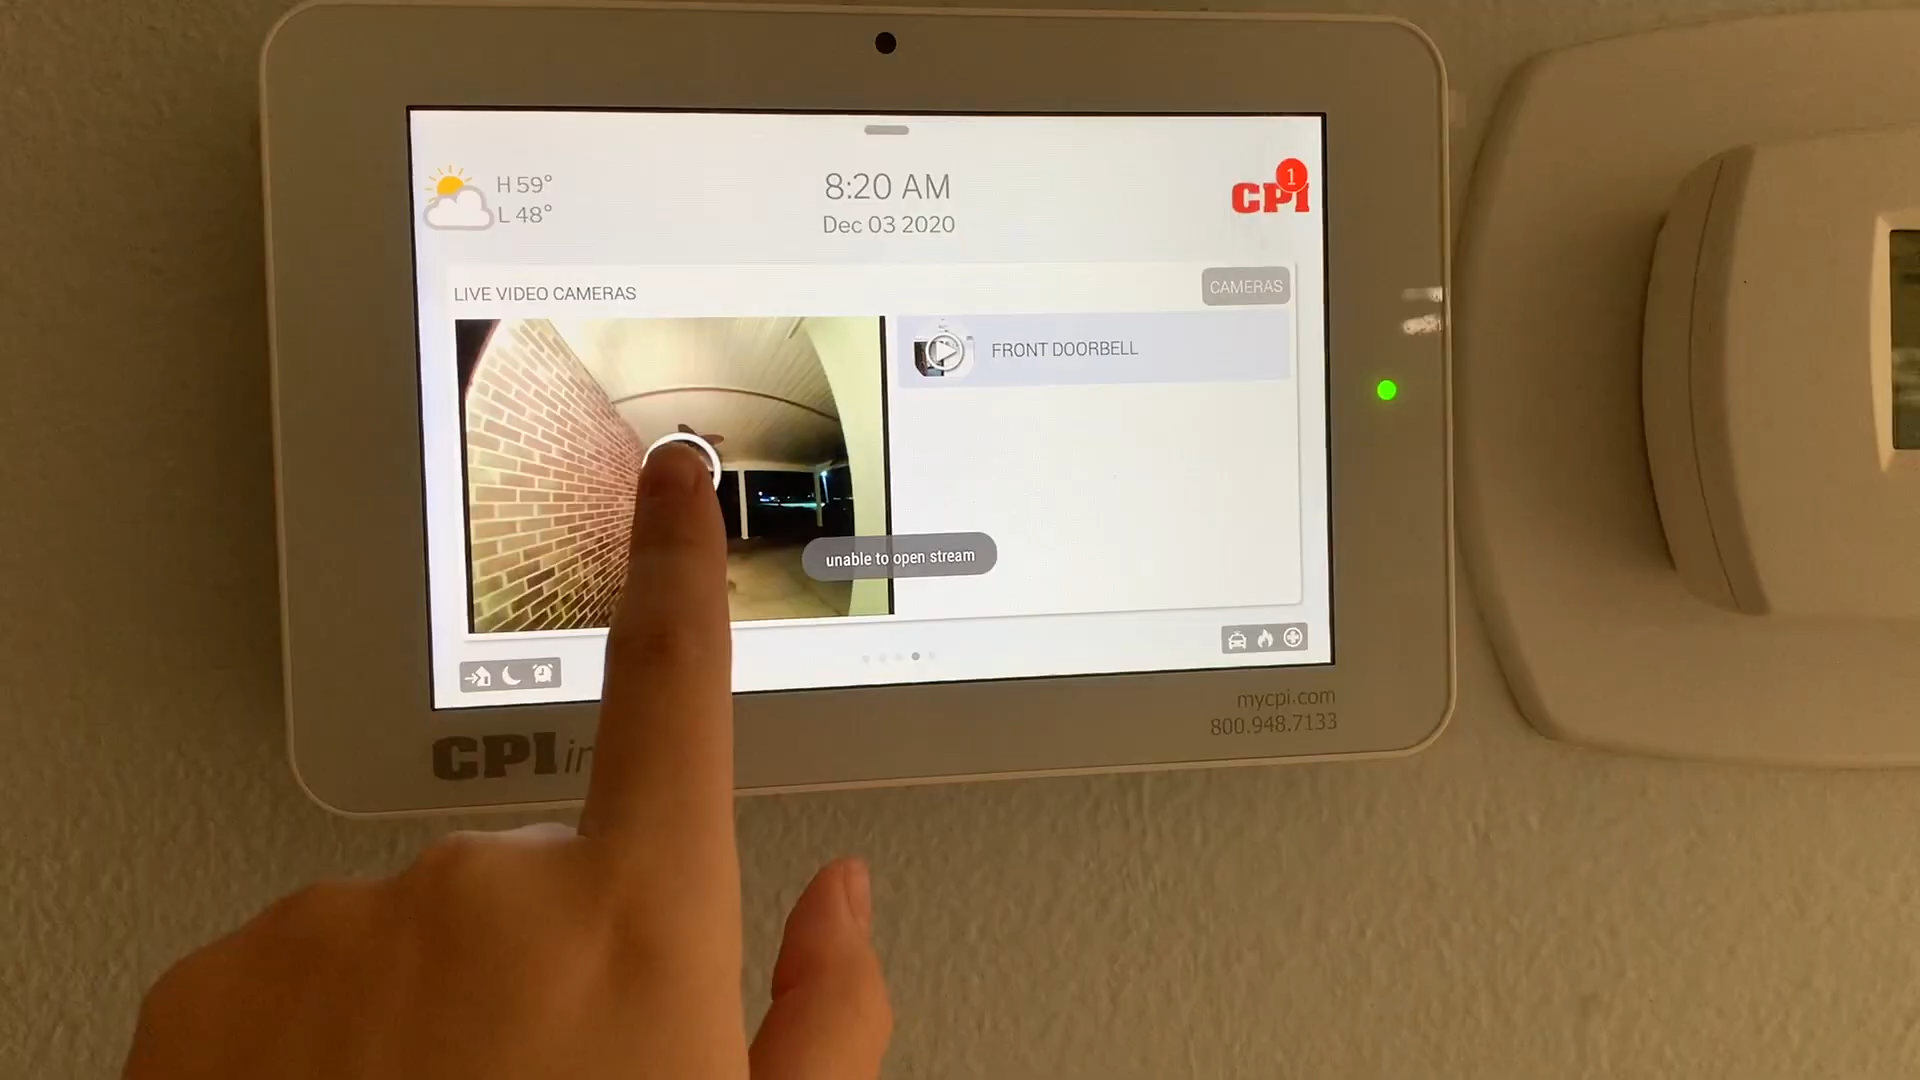 H 59°
L 48°
8:20 AM
Dec 03 2020
CPI
1
LIVE VIDEO CAMERAS
CAMERAS
FRONT DOORBELL
unable to open stream
mycpi.com
800.948.7133
CPI